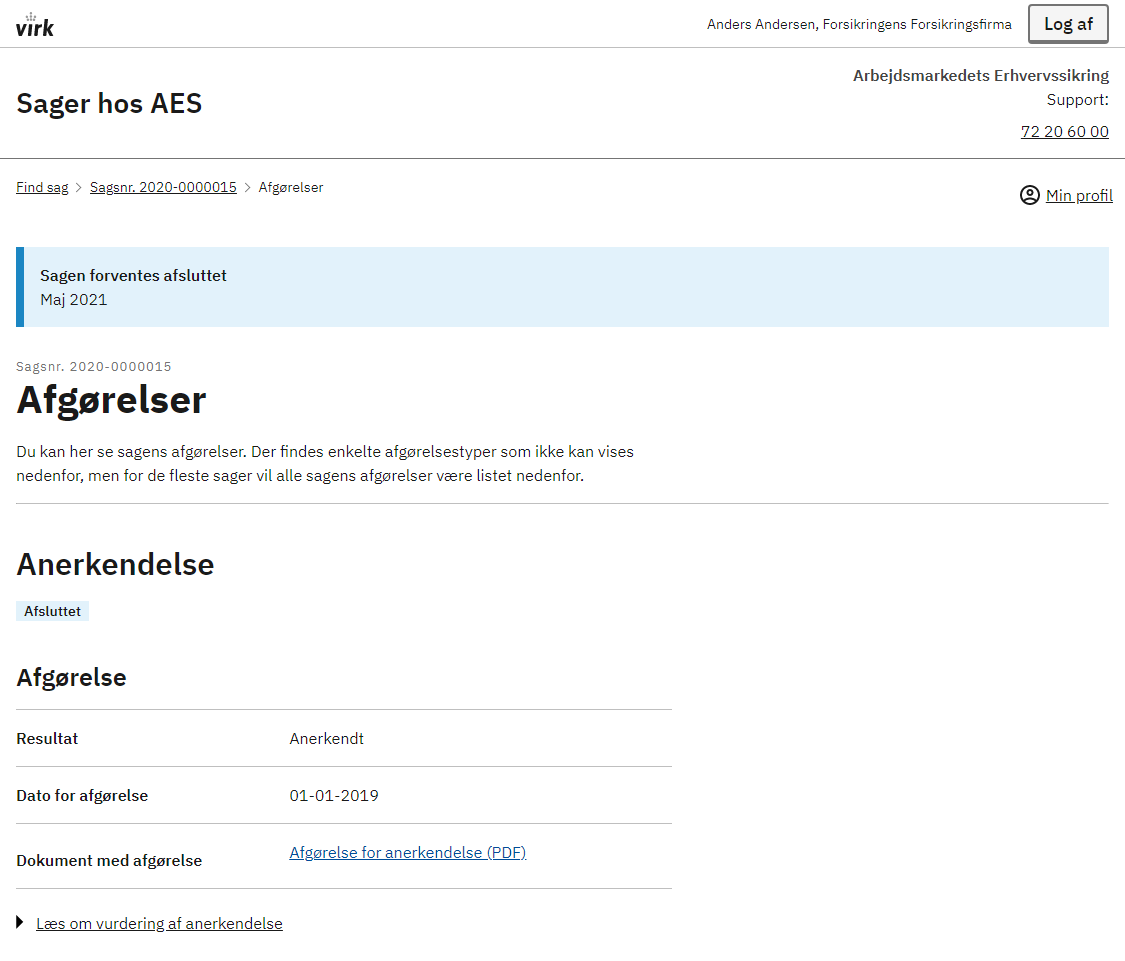 virk
Anders Andersen, Forsikringens Forsikringsfirma
Log af
Sager hos AES
Arbejdsmarkedets Erhvervssikring
Support:
72 20 60 00
Find sag > Sagsnr. 2020-0000015 > Afgørelser
Min profil
Sagen forventes afsluttet
Maj 2021
Sagsnr. 2020-0000015
Afgørelser
Du kan her se sagens afgørelser. Der findes enkelte afgørelsestyper som ikke kan vises
nedenfor, men for de fleste sager vil alle sagens afgørelser være listet nedenfor.
Anerkendelse
Afsluttet
Afgørelse
Resultat Anerkendt
Dato for afgørelse 01-01-2019
Dokument med afgørelse Afgørelse for anerkendelse (PDF)
Læs om vurdering af anerkendelse